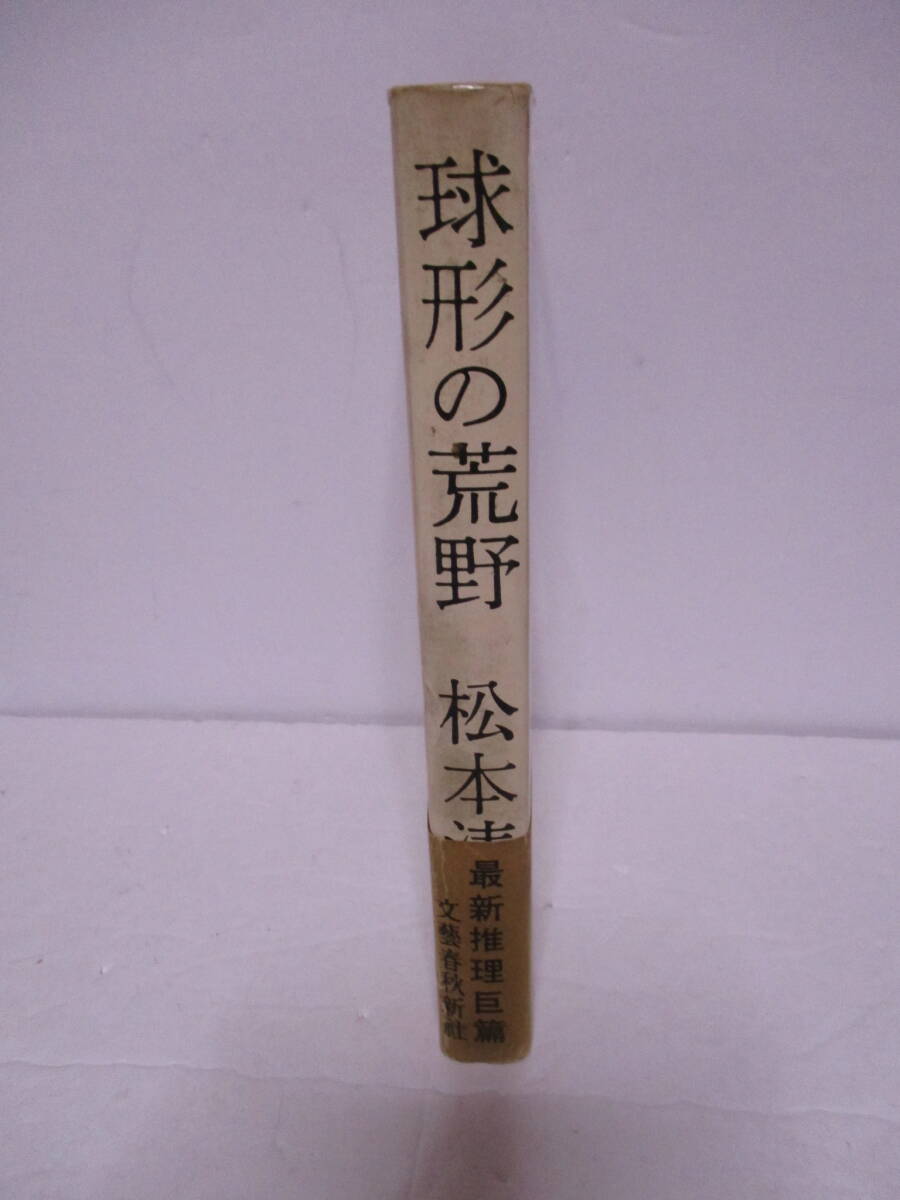 球形の荒野
松本清
最新推理巨篇
文藝春秋新社